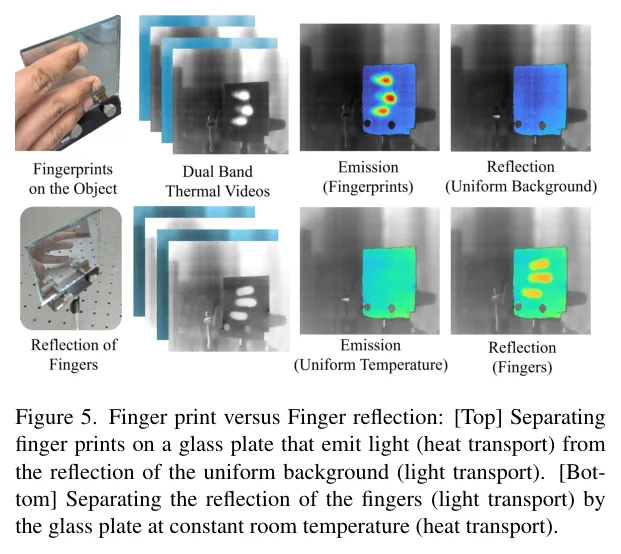 Fingerprints
on the Object
Dual Band
Thermal Videos
Emission
(Fingerprints)
Reflection
(Uniform Background)
Reflection of
Fingers
Emission
(Uniform Temperature)
Reflection
(Fingers)
Figure 5. Finger print versus Finger reflection: [Top] Separating
finger prints on a glass plate that emit light (heat transport) from
the reflection of the uniform background (light transport). [Bot-
tom] Separating the reflection of the fingers (light transport) by
the glass plate at constant room temperature (heat transport).